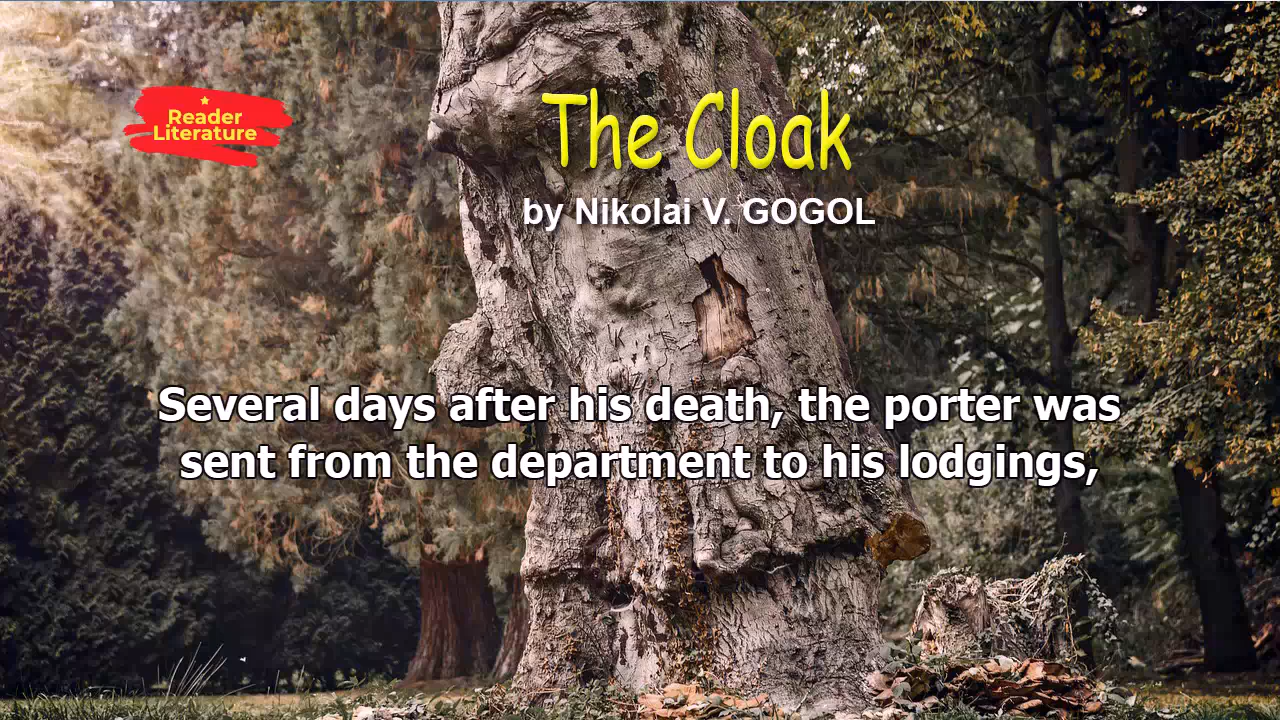 Reader
Literature
The Cloak
by Nikolai V. GOGOL
Several days after his death, the porter was
sent from the department to his lodgings,